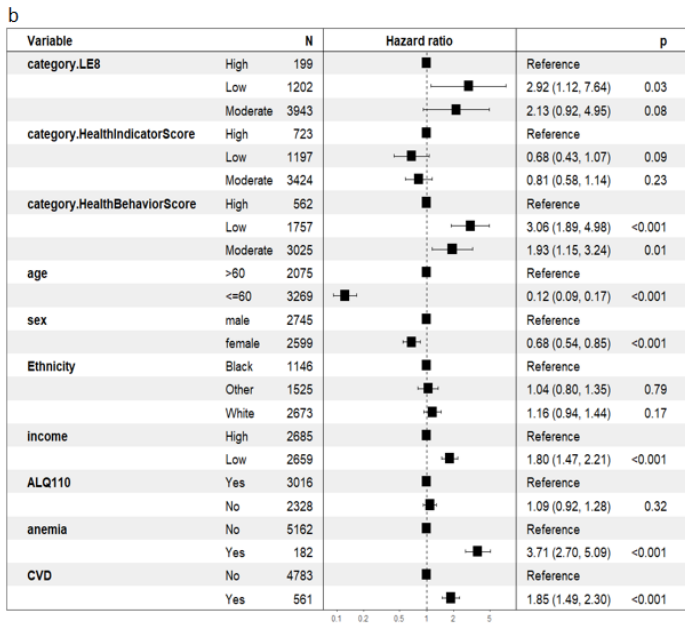 b
Variable N Hazard ratio p
category.LE8 High 199 Reference
Low 1202 2.92 (1.12, 7.64) 0.03
Moderate 3943 2.13 (0.92, 4.95) 0.08
category.HealthIndicatorScore High 723 Reference
Low 1197 0.68 (0.43, 1.07) 0.09
Moderate 3424 0.81 (0.58, 1.14) 0.23
category.HealthBehaviorScore High 562 Reference
Low 1757 3.06 (1.89, 4.98) <0.001
Moderate 3025 1.93 (1.15, 3.24) 0.01
age >60 2075 Reference
<=60 3269 0.12 (0.09, 0.17) <0.001
sex male 2745 Reference
female 2599 0.68 (0.54, 0.85) <0.001
Ethnicity Black 1146 Reference
Other 1525 1.04 (0.80, 1.35) 0.79
White 2673 1.16 (0.94, 1.44) 0.17
income High 2685 Reference
Low 2659 1.80 (1.47, 2.21) <0.001
ALQ110 Yes 3016 Reference
No 2328 1.09 (0.92, 1.28) 0.32
anemia No 5162 Reference
Yes 182 3.71 (2.70, 5.09) <0.001
CVD No 4783 Reference
Yes 561 1.85 (1.49, 2.30) <0.001
0.1 0.2 0.5 1 2 5